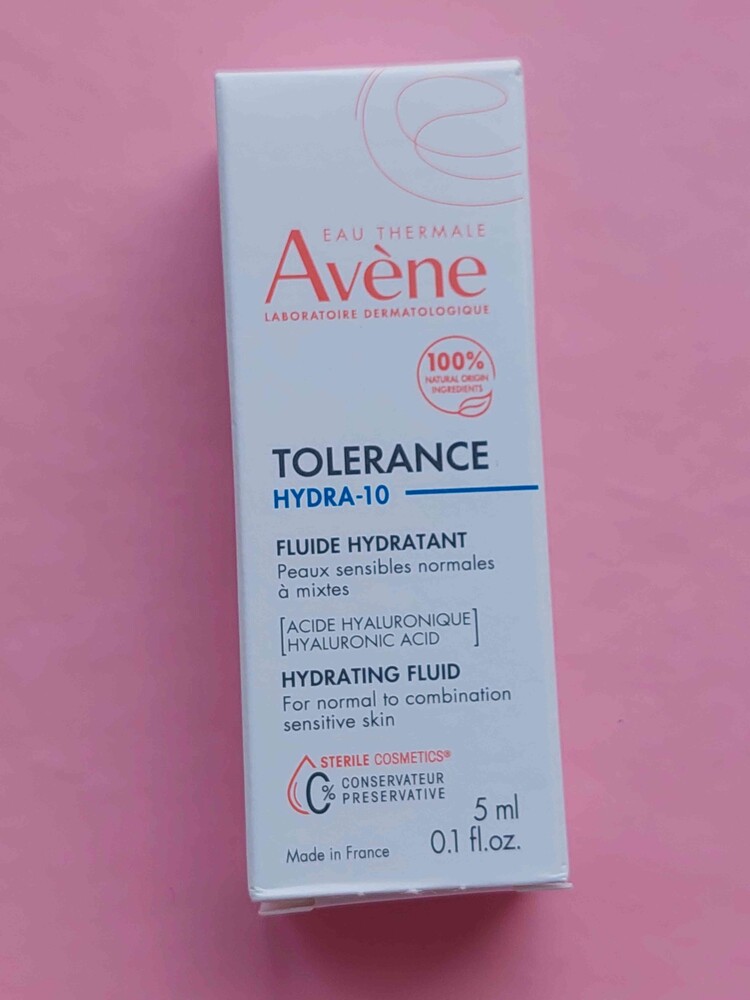 EAU THERMALE
Avène
LABORATOIRE DERMATOLOGIQUE
100%
NATURAL ORIGIN
INGREDIENTS
TOLERANCE
HYDRA-10
FLUIDE HYDRATANT
Peaux sensibles normales
à mixtes
[ACIDE HYALURONIQUE
HYALURONIC ACID]
HYDRATING FLUID
For normal to combination
sensitive skin
STERILE COSMETICS®
0% CONSERVATEUR
PRESERVATIVE
5 ml
0.1 fl.oz.
Made in France